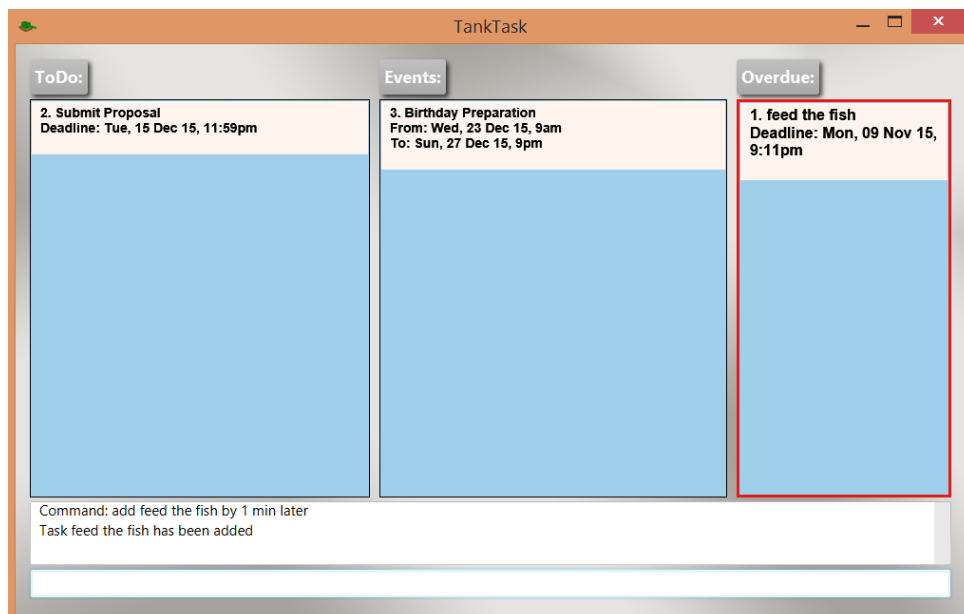 TankTask
ToDo:
2. Submit Proposal
Deadline: Tue, 15 Dec 15, 11:59pm
Events:
3. Birthday Preparation
From: Wed, 23 Dec 15, 9am
To: Sun, 27 Dec 15, 9pm
Overdue:
1. feed the fish
Deadline: Mon, 09 Nov 15,
9:11pm
Command: add feed the fish by 1 min later
Task feed the fish has been added